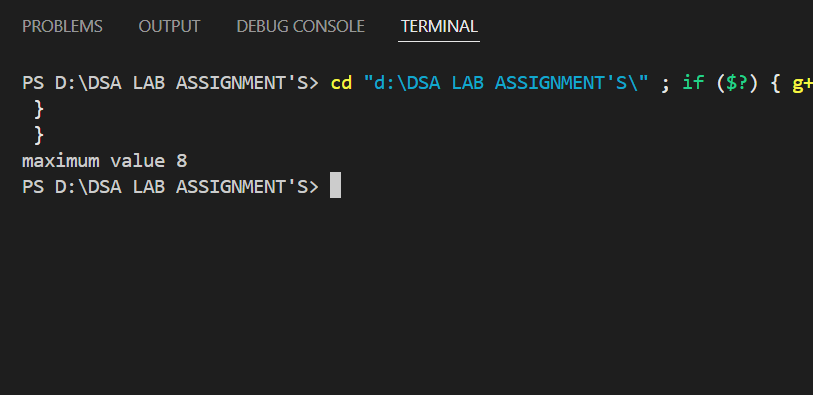 PROBLEMS OUTPUT DEBUG CONSOLE TERMINAL
PS D:\DSA LAB ASSIGNMENT'S> cd "d:\DSA LAB ASSIGNMENT'S\" ; if ($?) { g+
}
}
maximum value 8
PS D:\DSA LAB ASSIGNMENT'S>